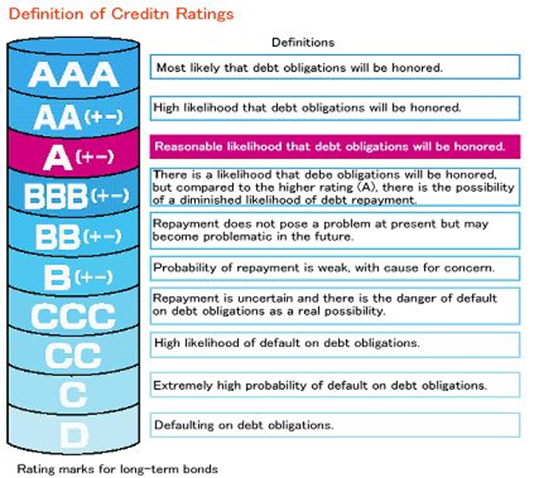 Definition of Creditn Ratings
Definitions
AAA
Most likely that debt obligations will be honored.
AA(+-)
High likelihood that debt obligations will be honored.
A(+-)
Reasonable likelihood that debt obligations will be honored.
BBB(+-)
There is a likelihood that debe obligations will be honored,
but compared to the higher rating (A), there is the possibility
of a diminished likelihood of debt repayment.
BB(+-)
Repayment does not pose a problem at present but may
become problematic in the future.
B(+-)
Probability of repayment is weak, with cause for concern.
CCC
Repayment is uncertain and there is the danger of default
on debt obligations as a real possibility.
CC
High likelihood of default on debt obligations.
C
Extremely high probability of default on debt obligations.
D
Defaulting on debt obligations.
Rating marks for long-term bonds